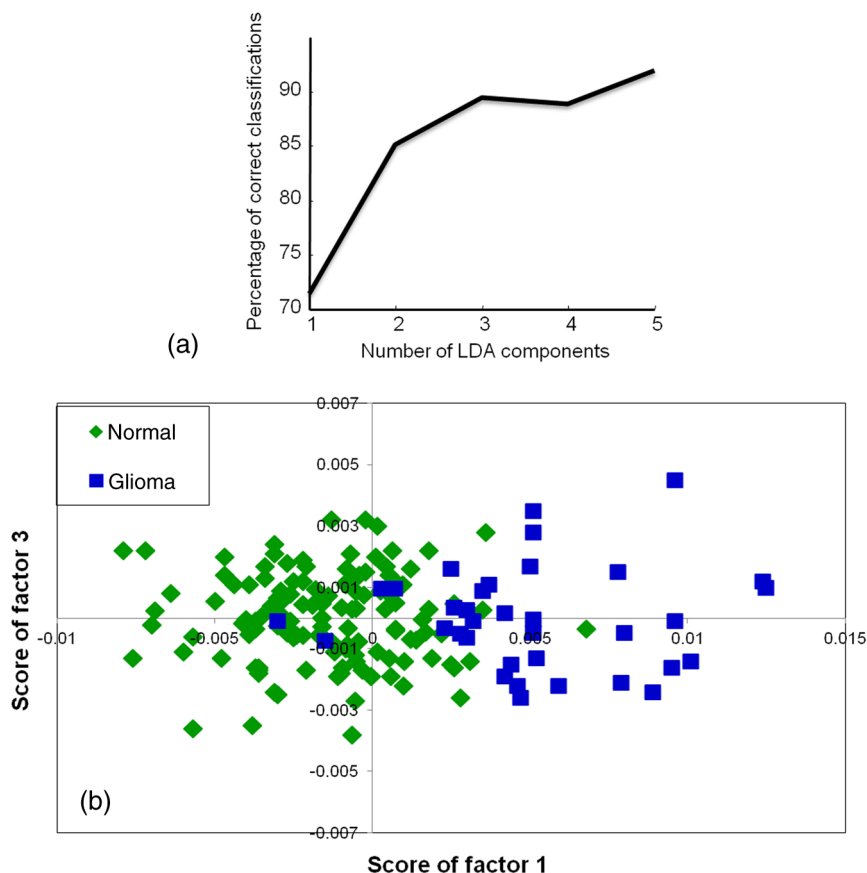 Percentage of correct classifications
90
85
80
75
70
1 2 3 4 5
Number of LDA components
(a)
Normal
Glioma
Score of factor 3
0.007
0.005
0.003
0.001
-0.01 -0.005 0 0.005 0.01 0.015
-0.001
-0.003
-0.005
-0.007
(b)
Score of factor 1